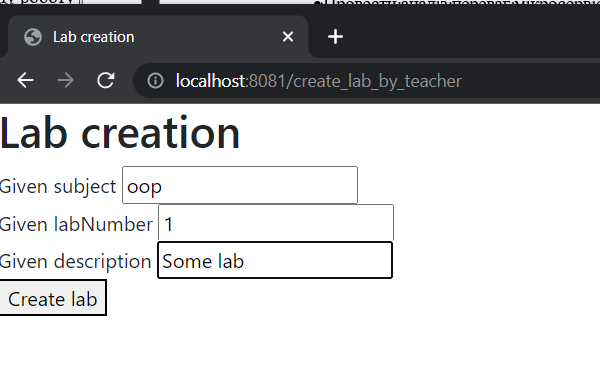 Lab creation
localhost:8081/create_lab_by_teacher
Lab creation
Given subject oop
Given labNumber 1
Given description Some lab
Create lab